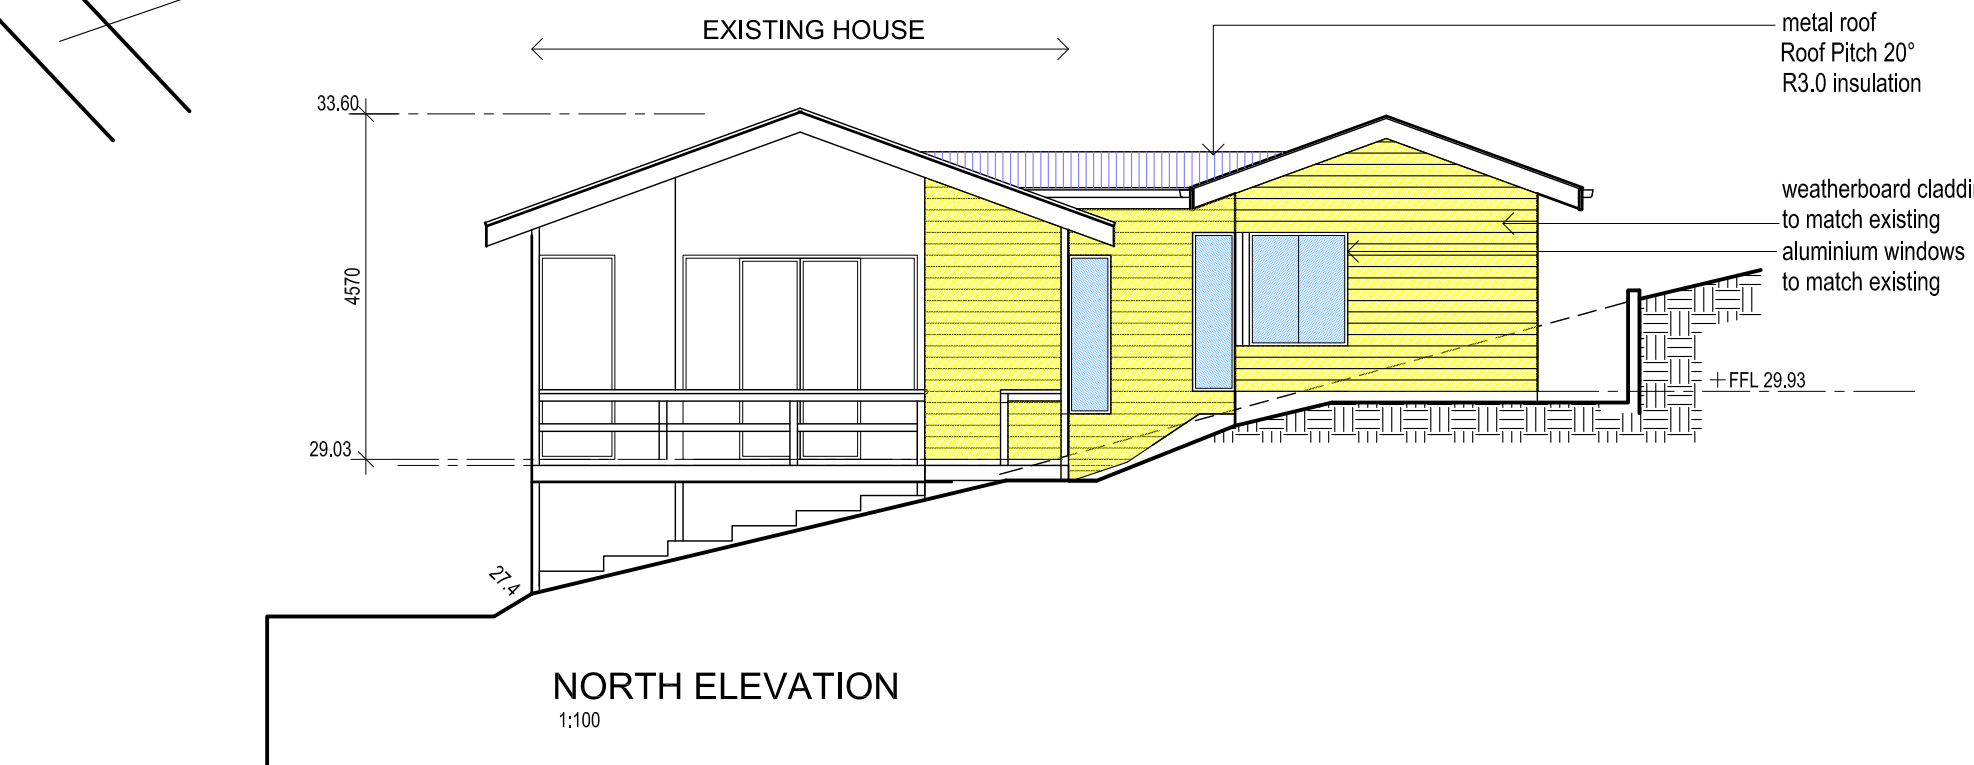 EXISTING HOUSE
metal roof
Roof Pitch 20°
R3.0 insulation
33.60
weatherboard claddi
to match existing
aluminium windows
to match existing
4570
+FFL 29.93
29.03
27.4
NORTH ELEVATION
1:100